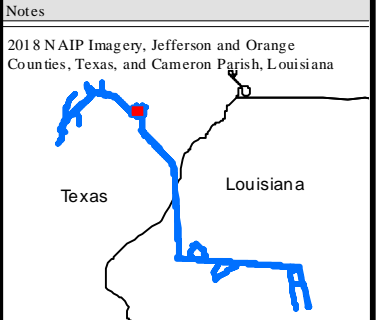 Notes
2018 NAIP Imagery, Jefferson and Orange
Counties, Texas, and Cameron Parish, Louisiana
Louisiana
Texas